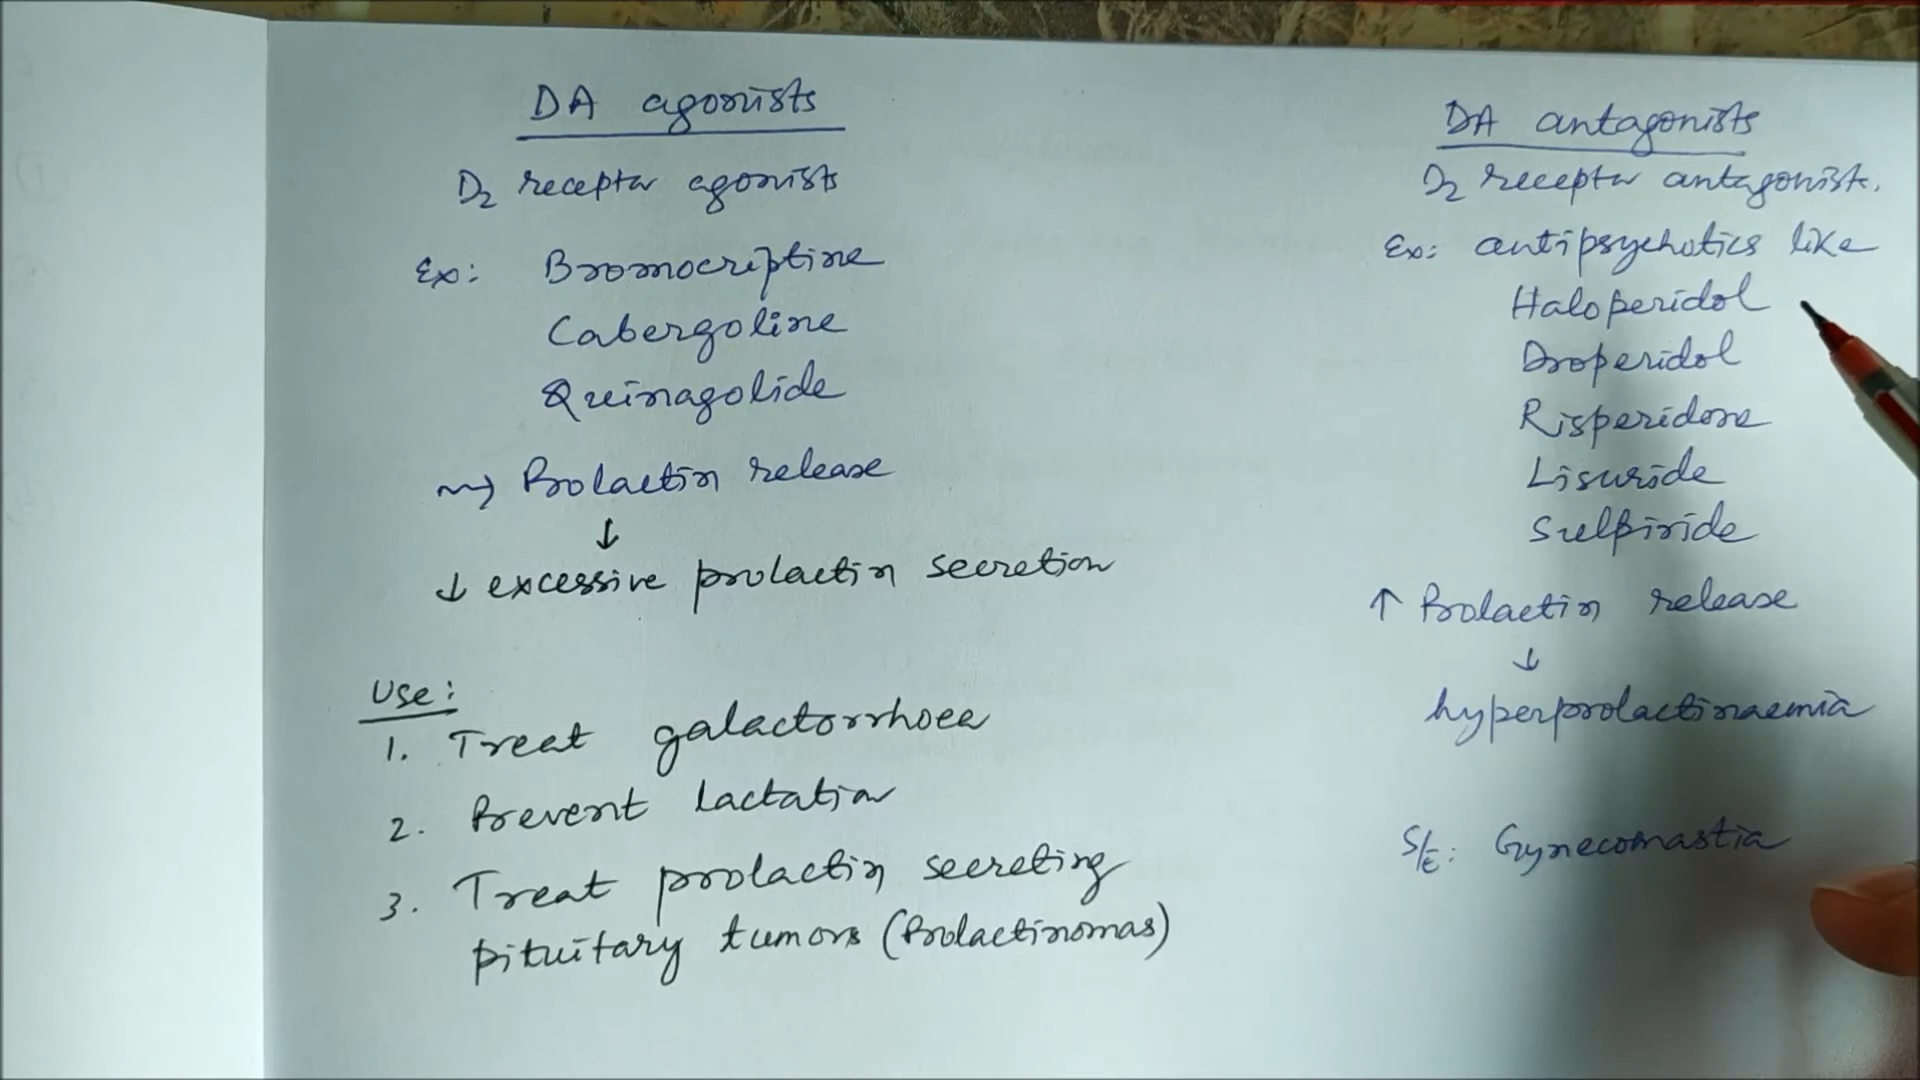 DA agonists
D2 receptor agonists
Ex: Bromocriptine
Cabergoline
Quinagolide
Prolactin release
↓
↓ excessive prolactin secretion
Use:
1. Treat galactorrhoea
2. Prevent lactation
3. Treat prolactin secreting
pituitary tumors (Prolactinomas)
DA antagonists
D2 receptor antagonists.
Ex: antipsychotics like
Haloperidol
Droperidol
Risperidone
Lisuride
Sulpiride
↑ Prolactin release
↓
hyperprolactinaemia
S/E: Gynecomastia